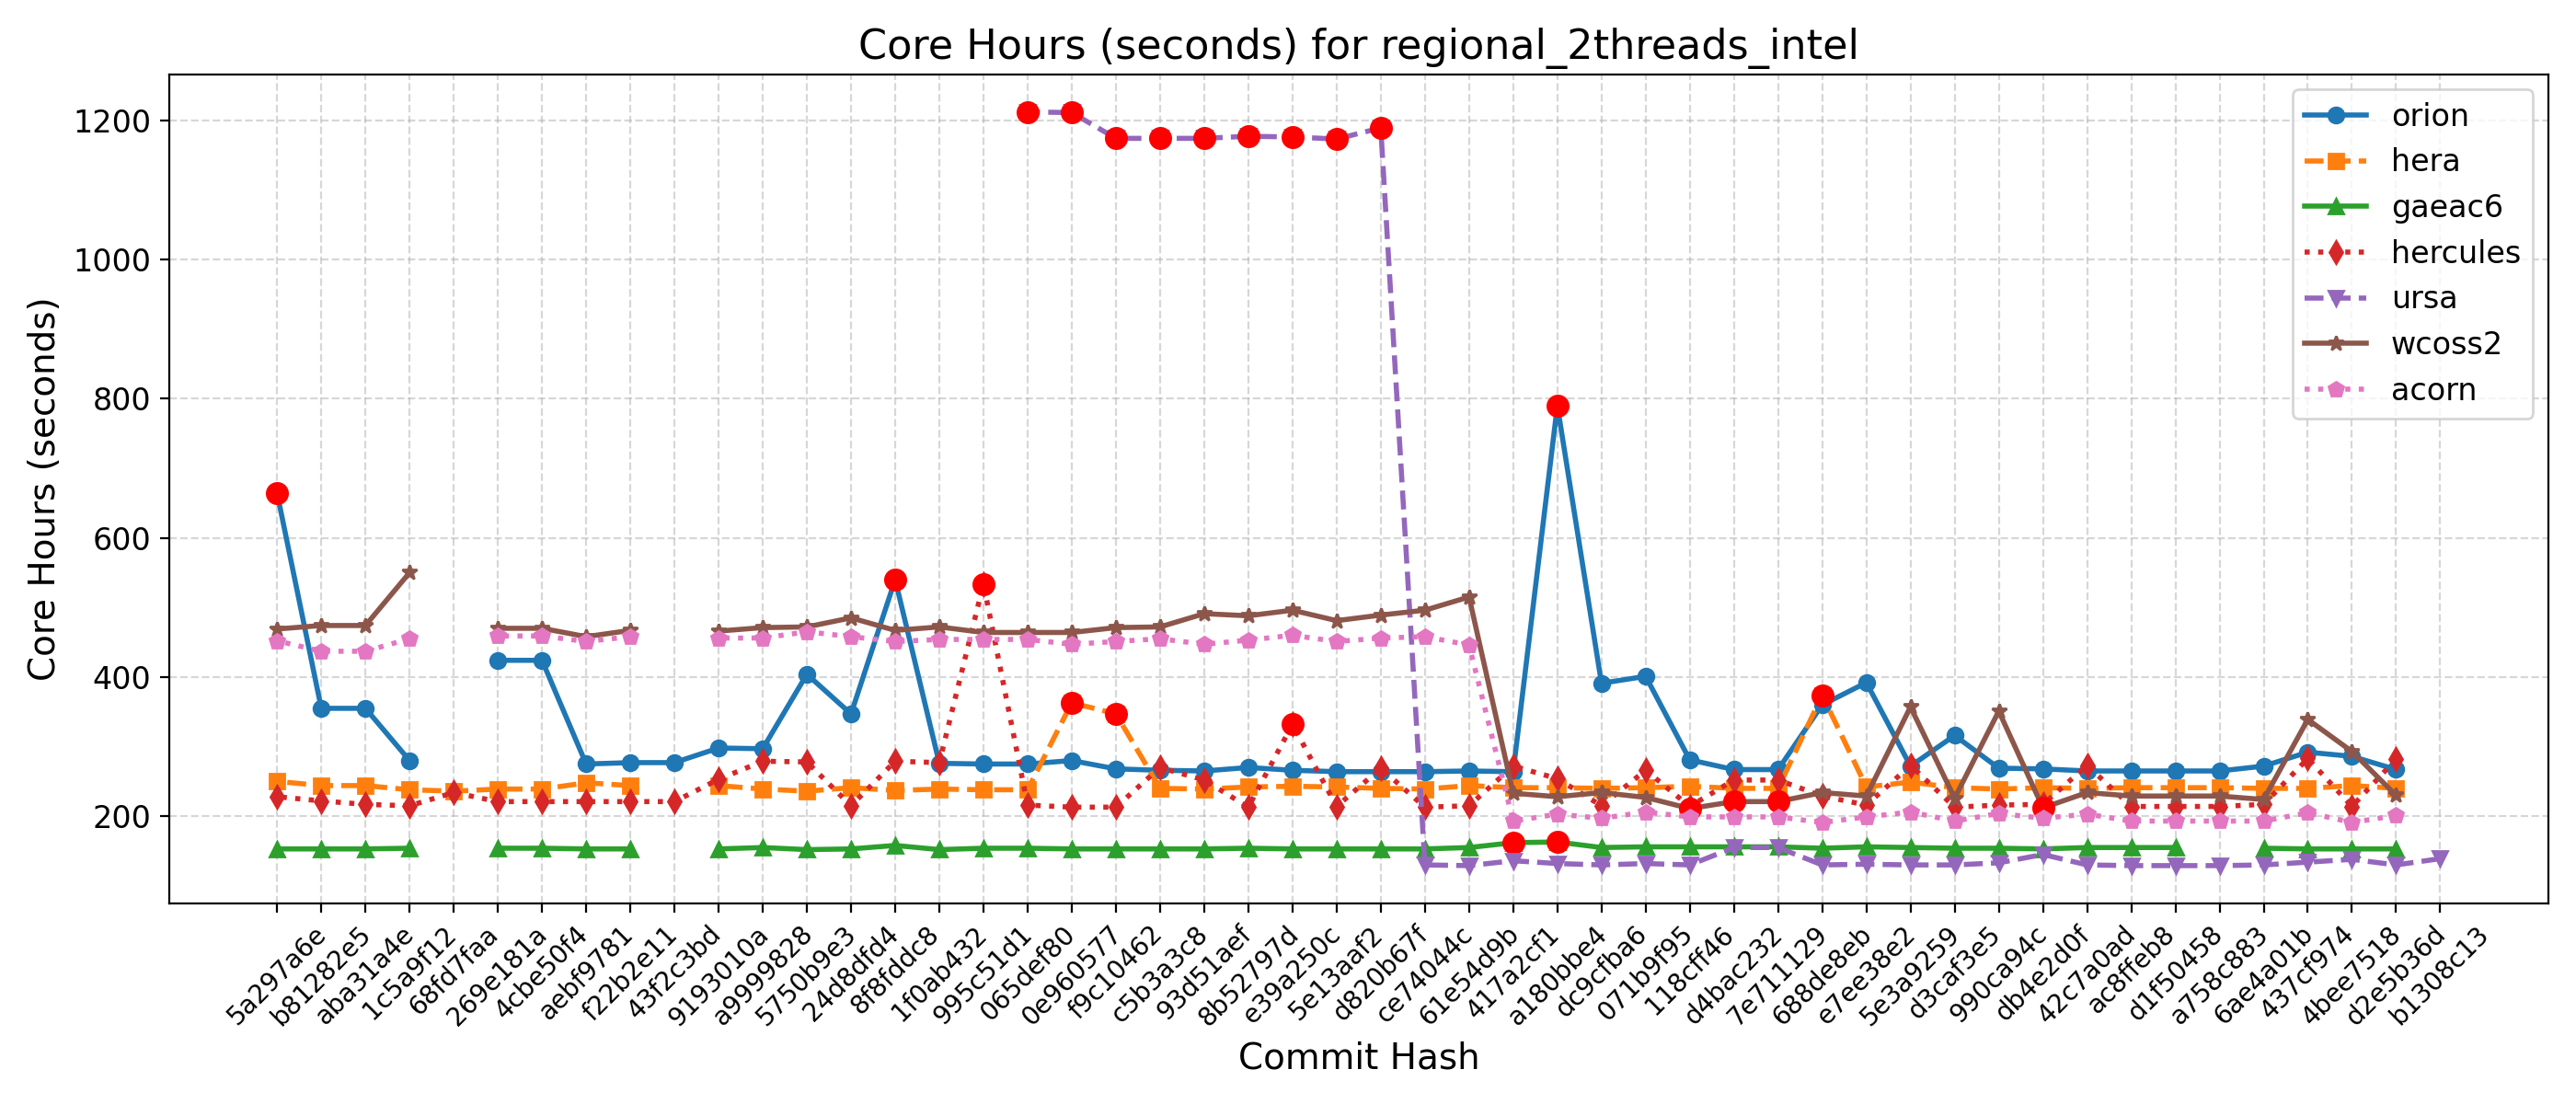 Core Hours (seconds) for regional_2threads_intel
Core Hours (seconds)
1200
1000
800
600
400
200
orion
hera
gaeac6
hercules
ursa
wcoss2
acorn
5a297a6e
b81282e5
aba31a4e
1c5a9f12
68fd7faa
269e181a
4cbe50f4
aebf9781
f22b2e11
43f2c3bd
9193010a
a9999828
5750b9e3
24d8dfd4
8f8fddc8
1f0ab432
995c51d1
065def80
0e960577
f9c10462
c5b3a3c8
93d51aef
8b52797d
e39a250c
5e13aaf2
d820b67f
ce74044c
61e54d9b
417a2cf1
a180bbe4
dc9cfba6
071b9f95
118cff46
d4bac232
7e711129
688de8eb
e7ee38e2
5e3a9259
d3caf3e5
990ca94c
db4e2d0f
42c7a0ad
ac8ffeb8
d1f50458
a758c883
6ae4a01b
437cf974
4bee7518
d2e5b36d
b1308c13
Commit Hash